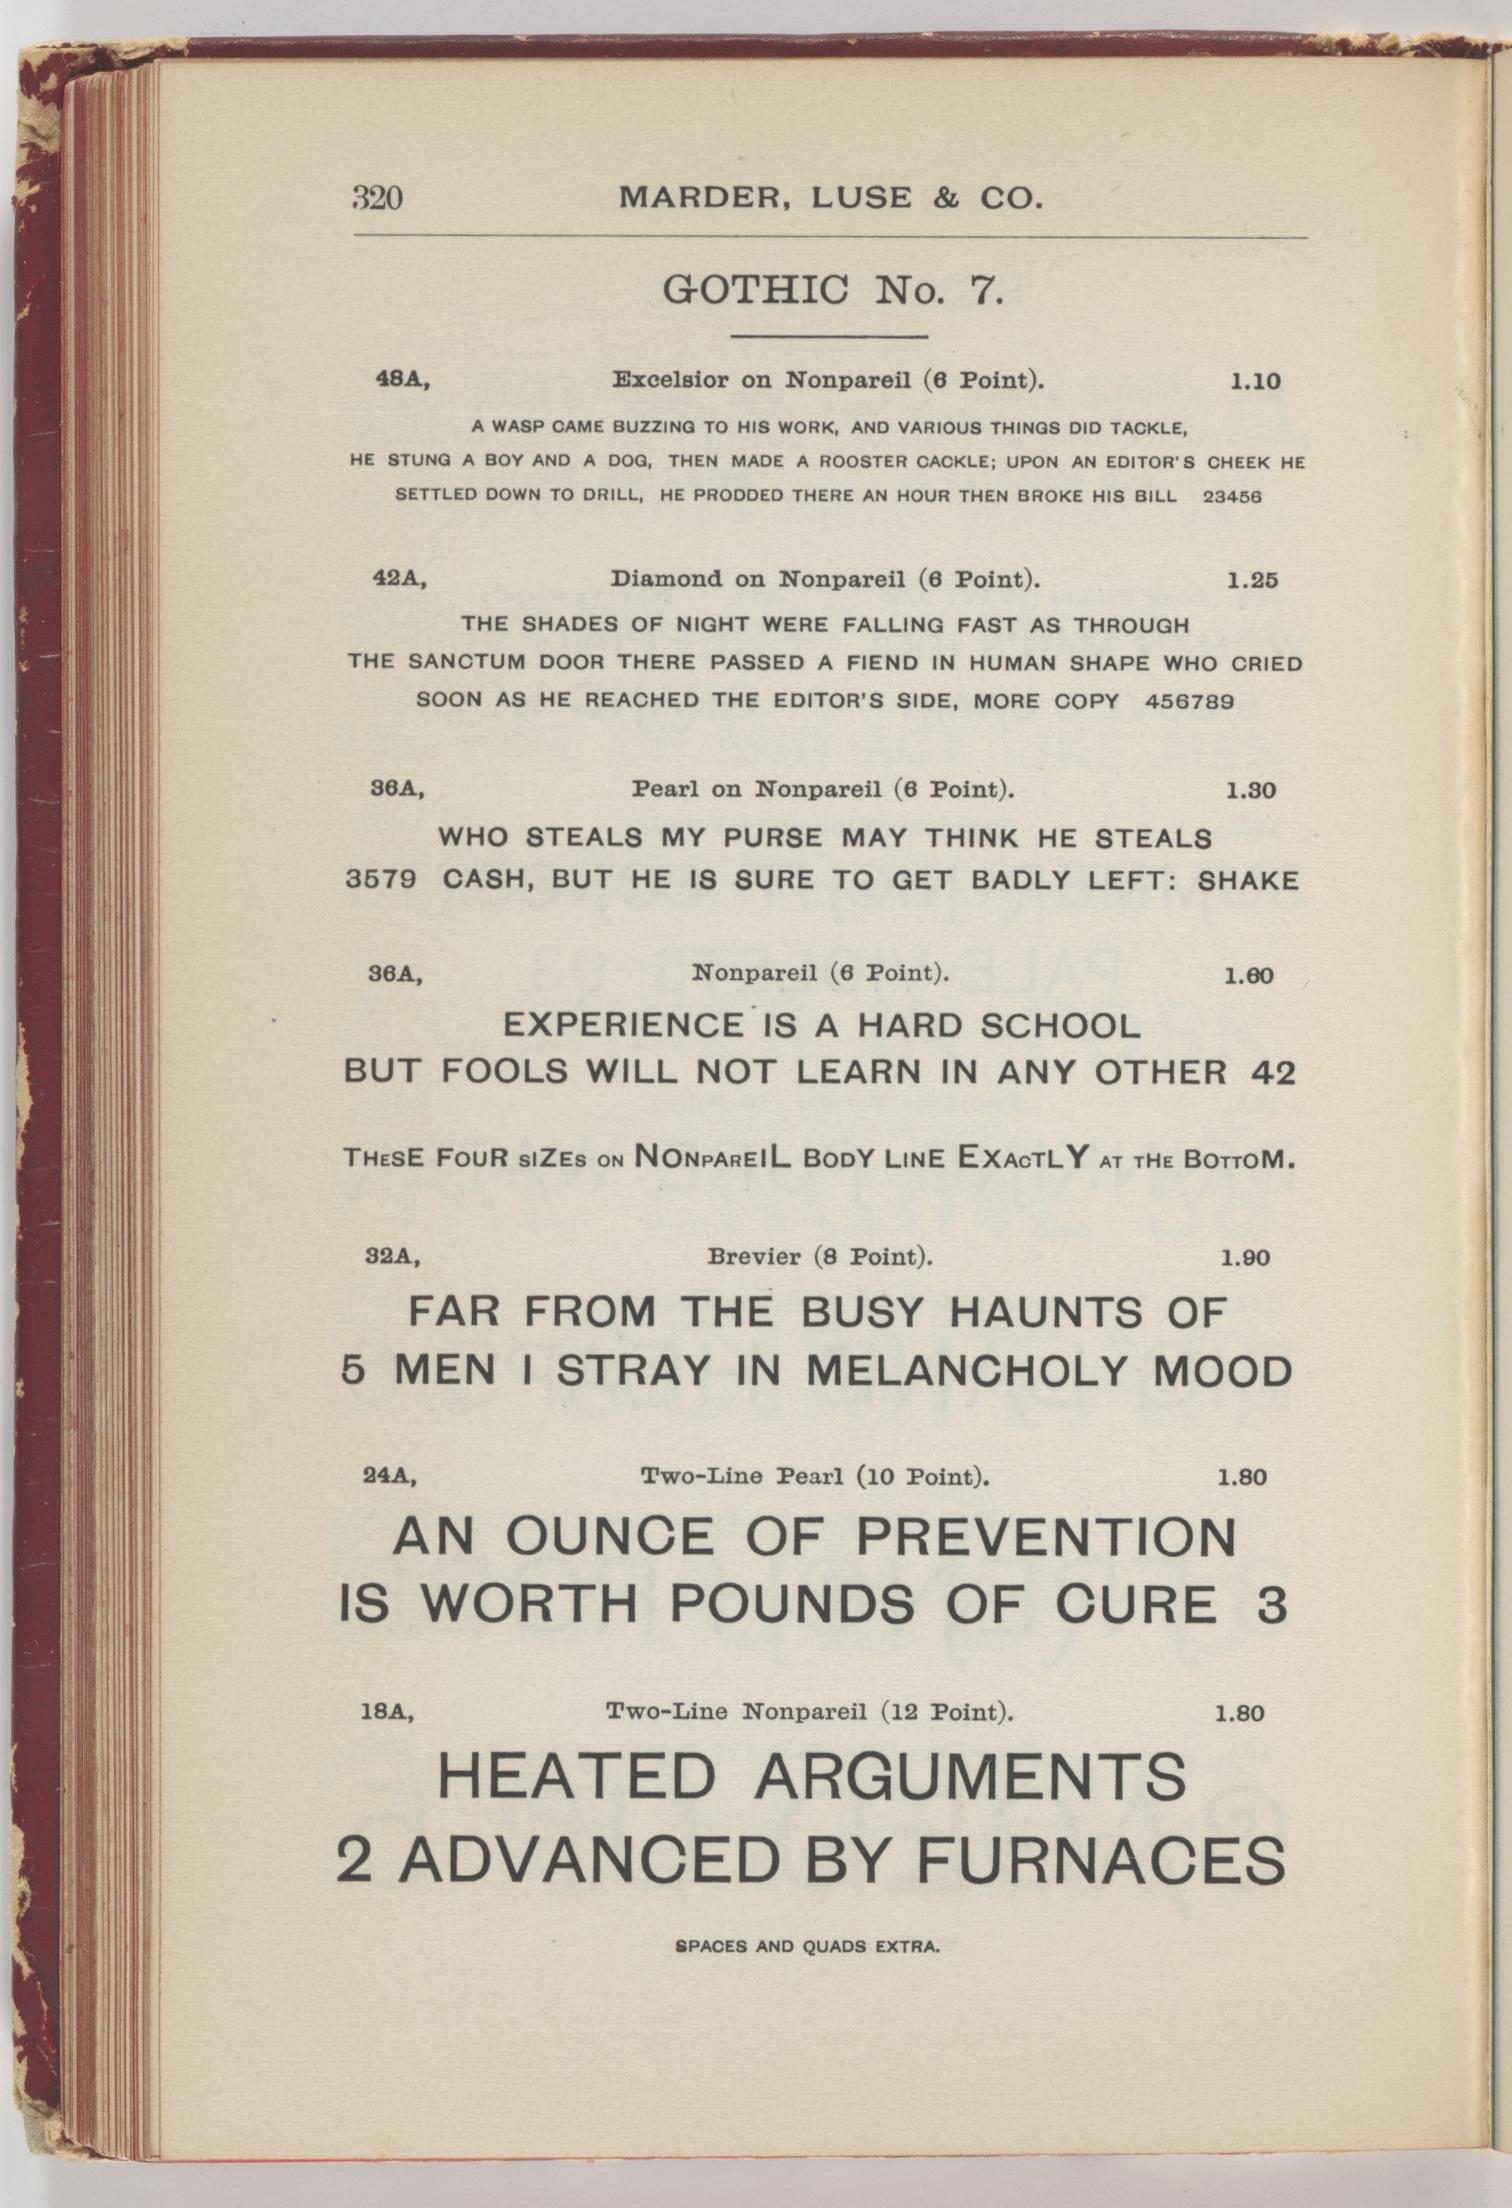 320 MARDER, LUSE & CO.
GOTHIC No. 7.
48A, Excelsior on Nonpareil (6 Point). 1.10
A WASP CAME BUZZING TO HIS WORK, AND VARIOUS THINGS DID TACKLE,
HE STUNG A BOY AND A DOG, THEN MADE A ROOSTER CACKLE; UPON AN EDITOR'S CHEEK HE
SETTLED DOWN TO DRILL, HE PRODDED THERE AN HOUR THEN BROKE HIS BILL 23456
42A, Diamond on Nonpareil (6 Point). 1.25
THE SHADES OF NIGHT WERE FALLING FAST AS THROUGH
THE SANCTUM DOOR THERE PASSED A FIEND IN HUMAN SHAPE WHO CRIED
SOON AS HE REACHED THE EDITOR'S SIDE, MORE COPY 456789
36A, Pearl on Nonpareil (6 Point). 1.30
WHO STEALS MY PURSE MAY THINK HE STEALS
3579 CASH, BUT HE IS SURE TO GET BADLY LEFT: SHAKE
36A, Nonpareil (6 Point). 1.60
EXPERIENCE IS A HARD SCHOOL
BUT FOOLS WILL NOT LEARN IN ANY OTHER 42
THESE FOUR SIZES ON NONPAREIL BODY LINE EXACTLY AT THE BOTTOM.
32A, Brevier (8 Point). 1.90
FAR FROM THE BUSY HAUNTS OF
5 MEN I STRAY IN MELANCHOLY MOOD
24A, Two-Line Pearl (10 Point). 1.80
AN OUNCE OF PREVENTION
IS WORTH POUNDS OF CURE 3
18A, Two-Line Nonpareil (12 Point). 1.80
HEATED ARGUMENTS
2 ADVANCED BY FURNACES
SPACES AND QUADS EXTRA.